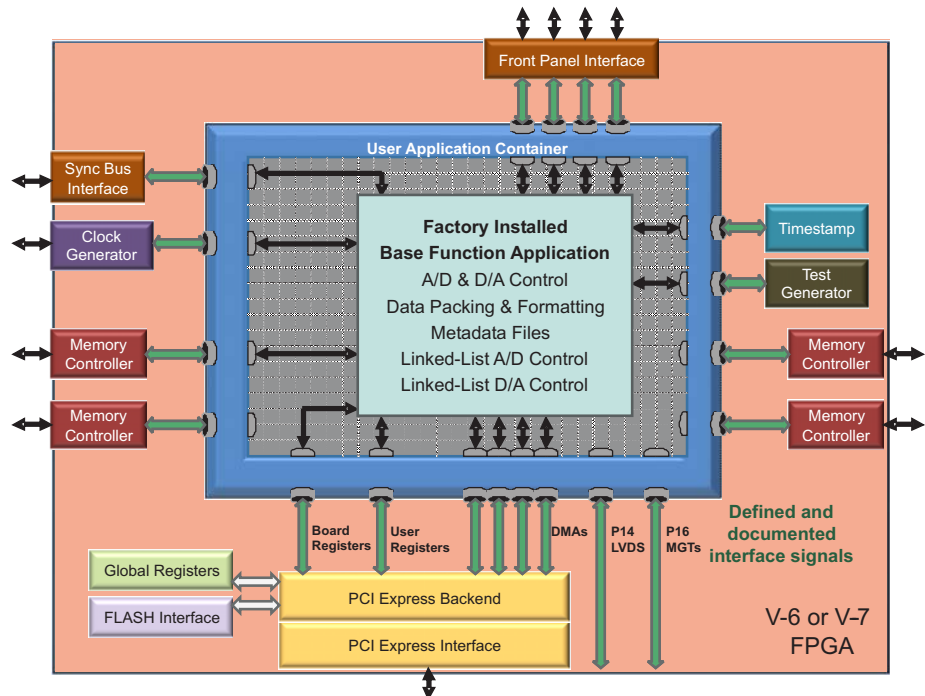 Front Panel Interface
User Application Container
Sync Bus
Interface
Clock
Generator
Memory
Controller
Memory
Controller
Factory Installed
Base Function Application
A/D & D/A Control
Data Packing & Formatting
Metadata Files
Linked-List A/D Control
Linked-List D/A Control
Timestamp
Test
Generator
Memory
Controller
Memory
Controller
Board
Registers
User
Registers
DMAs
P14
LVDS
P16
MGTs
Defined and
documented
interface signals
Global Registers
FLASH Interface
PCI Express Backend
PCI Express Interface
V-6 or V-7
FPGA